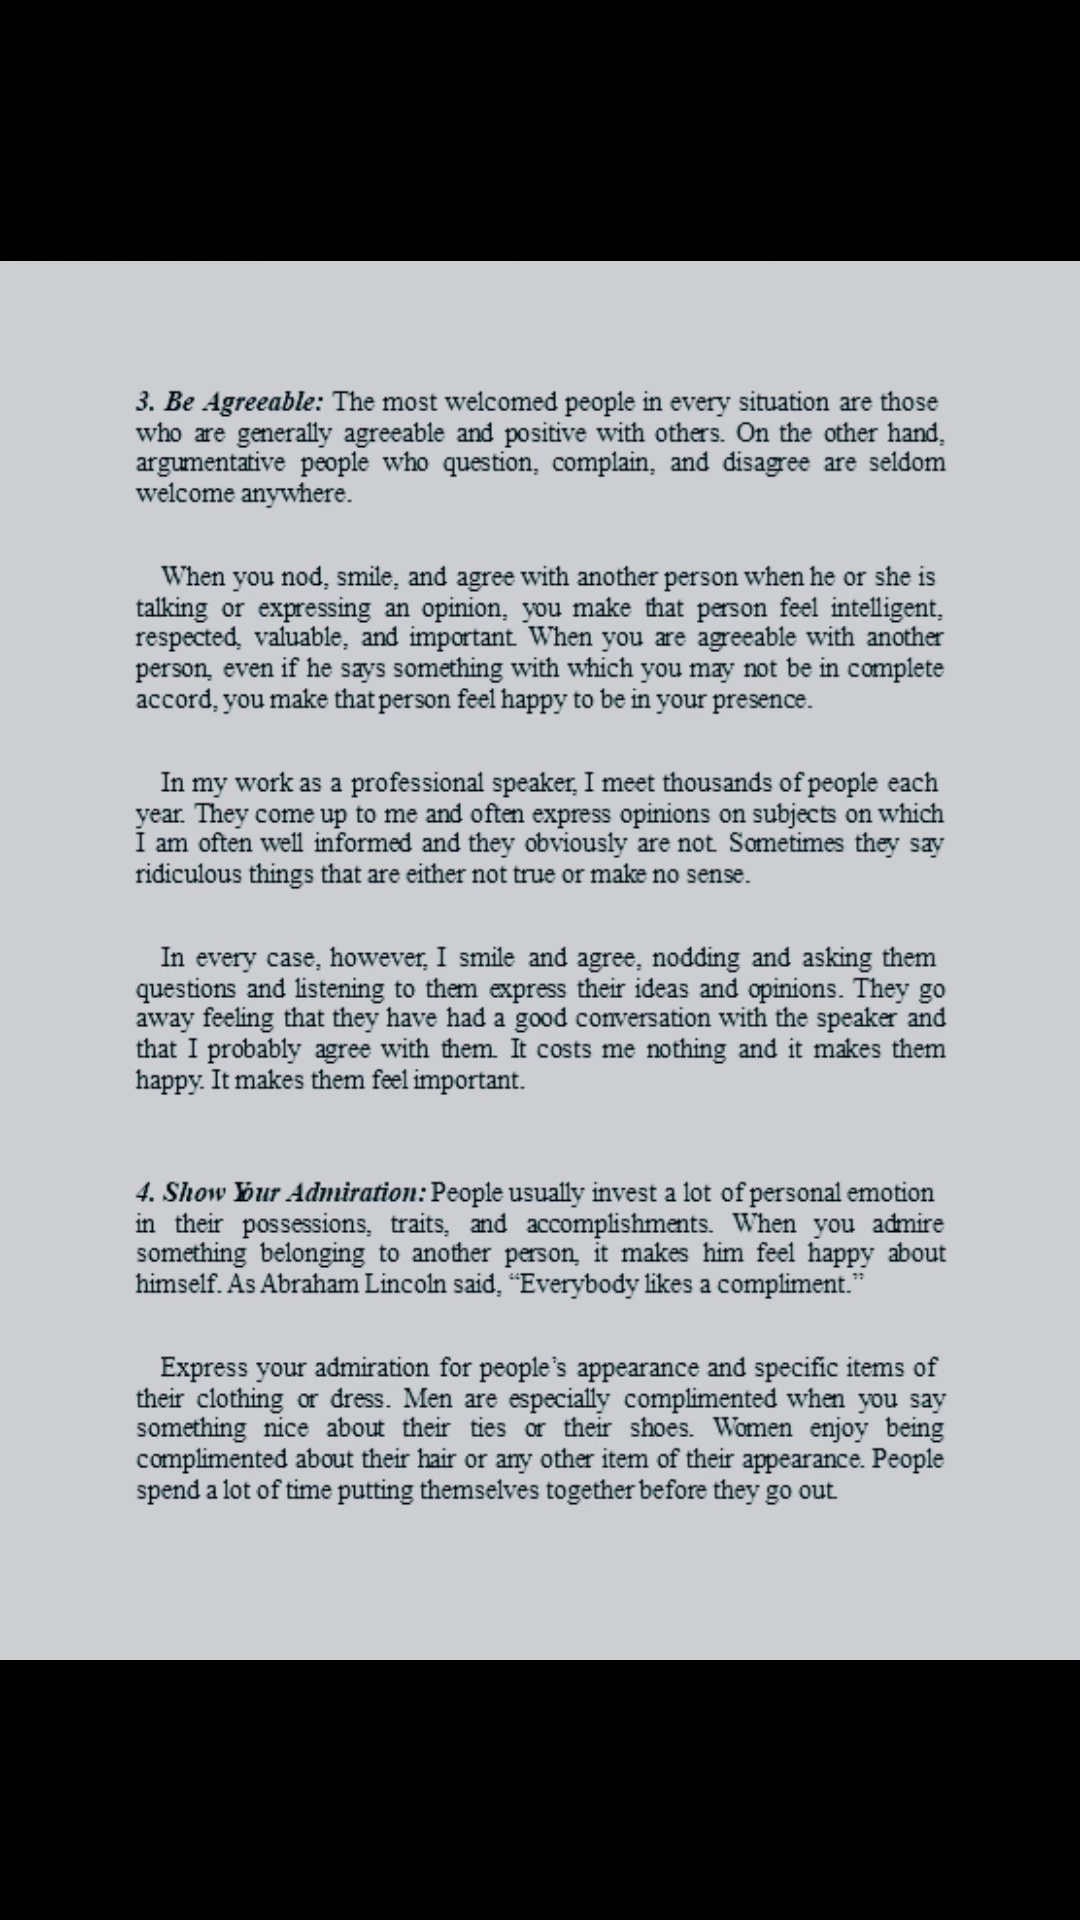 3. Be Agreeable: The most welcomed people in every situation are those
who are generally agreeable and positive with others. On the other hand,
argumentative people who question, complain, and disagree are seldom
welcome anywhere.
When you nod, smile, and agree with another person when he or she is
talking or expressing an opinion, you make that person feel intelligent,
respected, valuable, and important. When you are agreeable with another
person, even if he says something with which you may not be in complete
accord, you make that person feel happy to be in your presence.
In my work as a professional speaker, I meet thousands of people each
year. They come up to me and often express opinions on subjects on which
I am often well informed and they obviously are not. Sometimes they say
ridiculous things that are either not true or make no sense.
In every case, however, I smile and agree, nodding and asking them
questions and listening to them express their ideas and opinions. They go
away feeling that they have had a good conversation with the speaker and
that I probably agree with them. It costs me nothing and it makes them
happy. It makes them feel important.
4. Show Your Admiration: People usually invest a lot of personal emotion
in their possessions, traits, and accomplishments. When you admire
something belonging to another person, it makes him feel happy about
himself. As Abraham Lincoln said, “Everybody likes a compliment.”
Express your admiration for people’s appearance and specific items of
their clothing or dress. Men are especially complimented when you say
something nice about their ties or their shoes. Women enjoy being
complimented about their hair or any other item of their appearance. People
spend a lot of time putting themselves together before they go out.